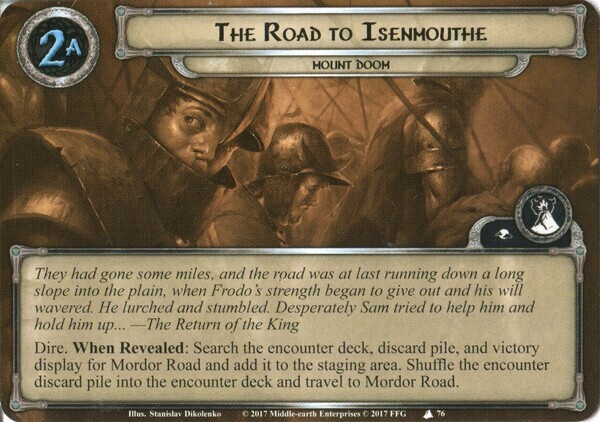 2A
The Road to Isenmouthe
Mount Doom
They had gone some miles, and the road was at last running down a long
slope into the plain, when Frodo's strength began to give out and his will
wavered. He lurched and stumbled. Desperately Sam tried to help him and
hold him up... —The Return of the King
Dire. When Revealed: Search the encounter deck, discard pile, and victory
display for Mordor Road and add it to the staging area. Shuffle the encounter
discard pile into the encounter deck and travel to Mordor Road.
Illus. Stanislav Dikolenko © 2017 Middle-earth Enterprises © 2017 FFG 76